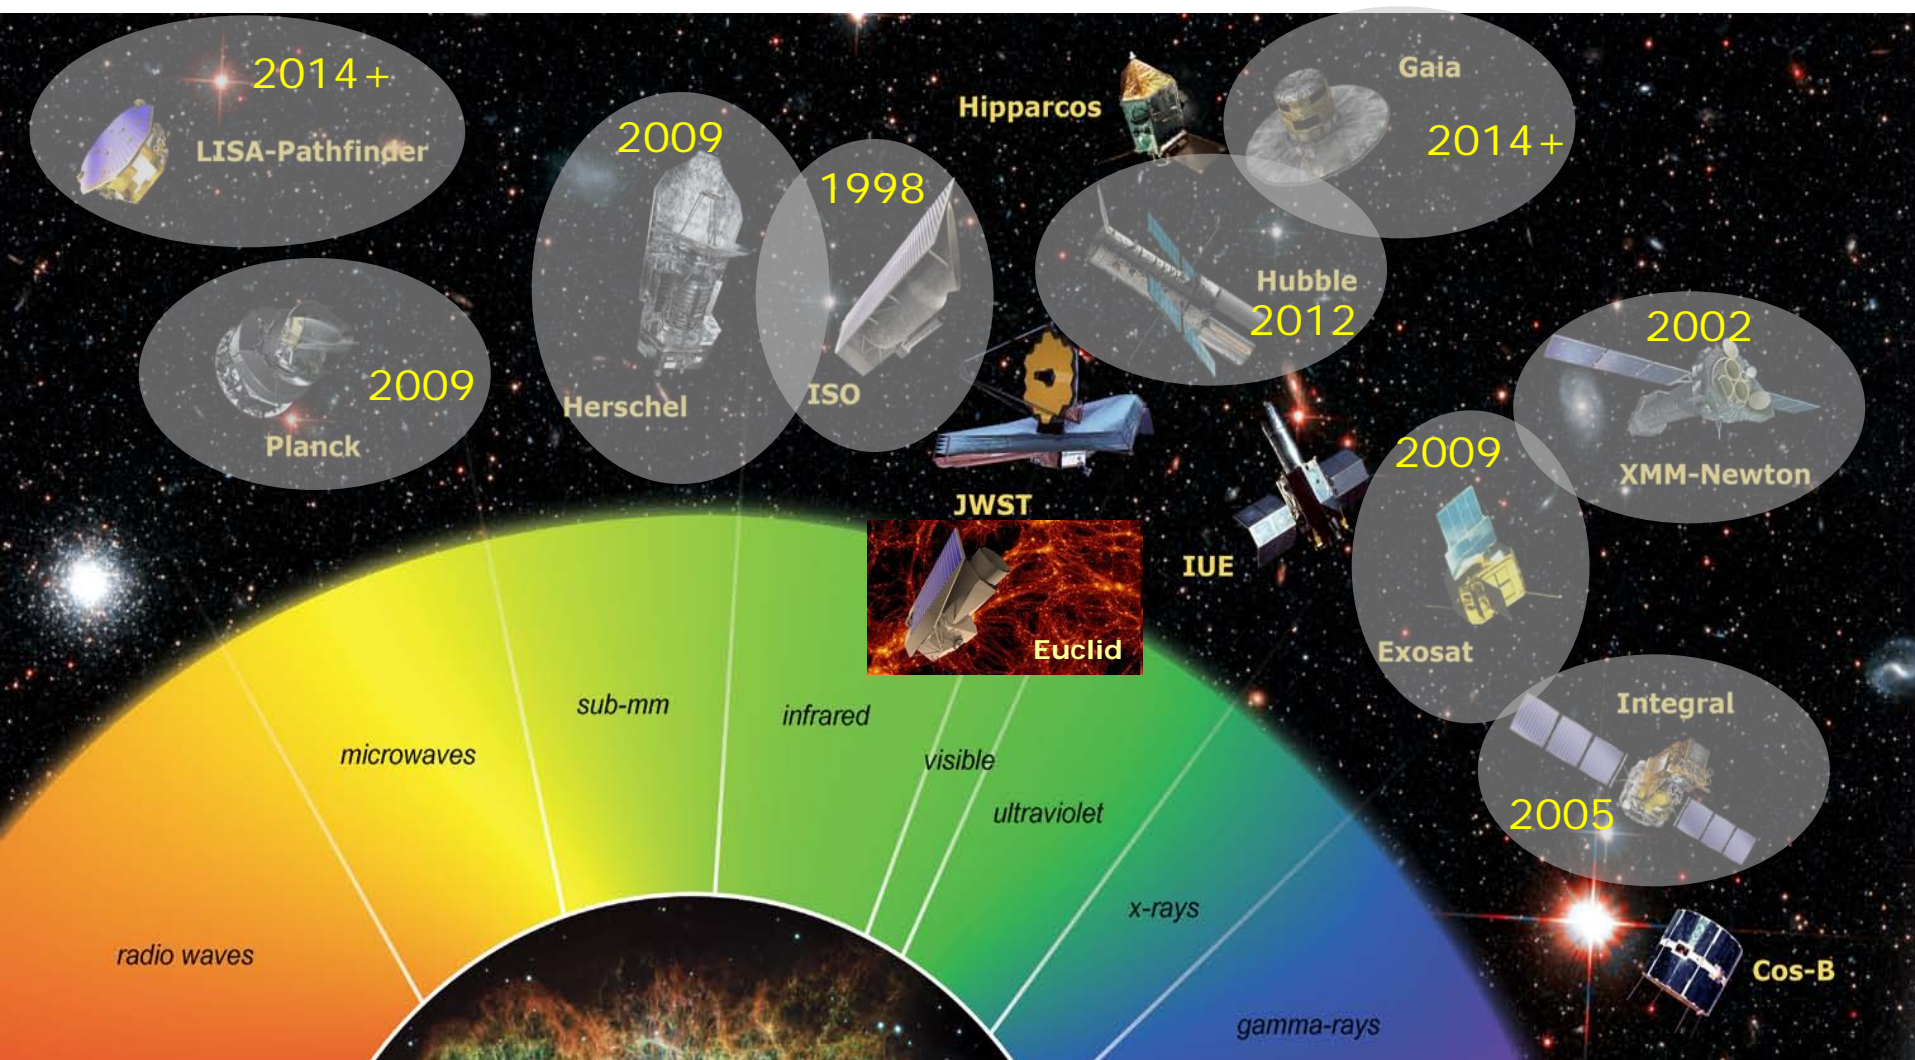 2014+
LISA-Pathfinder
2009
Planck
2009
Herschel
1998
ISO
Hipparcos
Gaia
2014+
Hubble
2012
JWST
Euclid
IUE
2002
XMM-Newton
2009
Exosat
Integral
2005
Cos-B
radio waves
microwaves
sub-mm
infrared
visible
ultraviolet
x-rays
gamma-rays